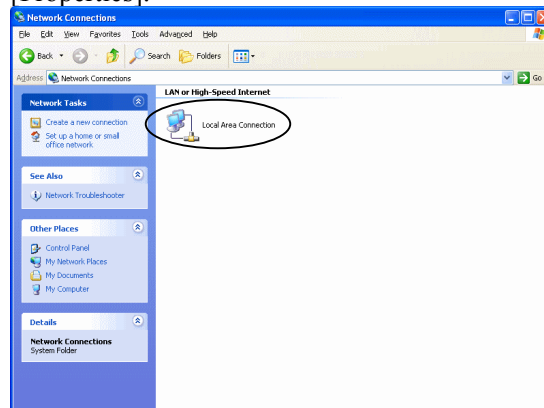 [Properties].
Network Connections
File Edit View Favorites Tools Advanced Help
Back Search Folders
Address Network Connections Go
LAN or High-Speed Internet
Local Area Connection
Network Tasks
Create a new connection
Set up a home or small
office network
See Also
Network Troubleshooter
Other Places
Control Panel
My Network Places
My Documents
My Computer
Details
Network Connections
System Folder